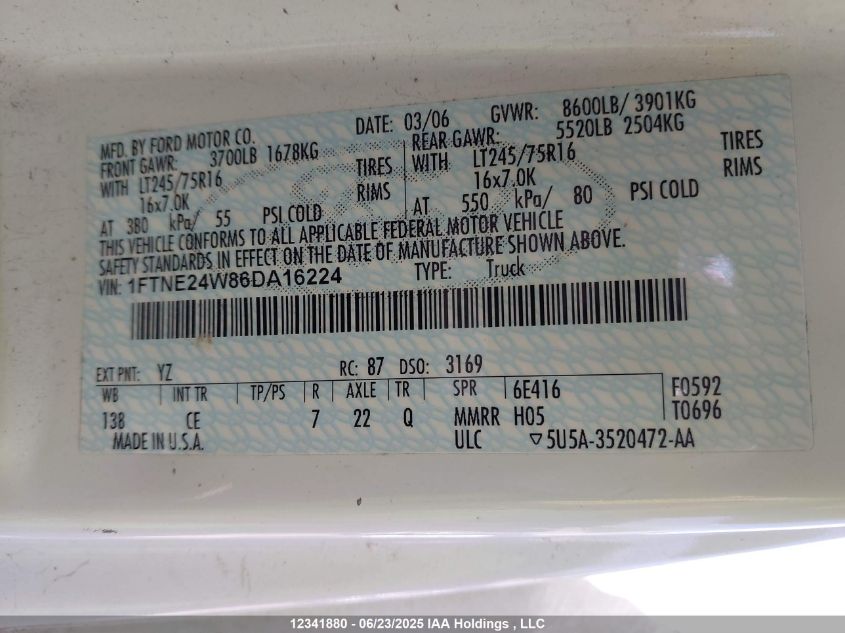 MFD. BY FORD MOTOR CO. DATE: 03/06 GVWR: 8600LB/ 3901KG
FRONT GAWR: 3700LB 1678KG REAR GAWR: 5520LB 2504KG
WITH LT245/75R16 TIRES WITH LT245/75R16 TIRES
16x7.0K RIMS 16x7.0K RIMS
AT 380 kPa/ 55 PSI COLD AT 550 kPa/ 80 PSI COLD
THIS VEHICLE CONFORMS TO ALL APPLICABLE FEDERAL MOTOR VEHICLE
SAFETY STANDARDS IN EFFECT ON THE DATE OF MANUFACTURE SHOWN ABOVE.
VIN: 1FTNE24W86DA16224 TYPE: Truck
EXT PNT: YZ RC: 87 DSO: 3169
WB INT TR TP/PS R AXLE TR SPR 6E416 F0592
138 CE 7 22 Q MMRR H05 T0696
MADE IN U.S.A. ULC ▽5U5A-3520472-AA
12341880 - 06/23/2025 IAA Holdings , LLC